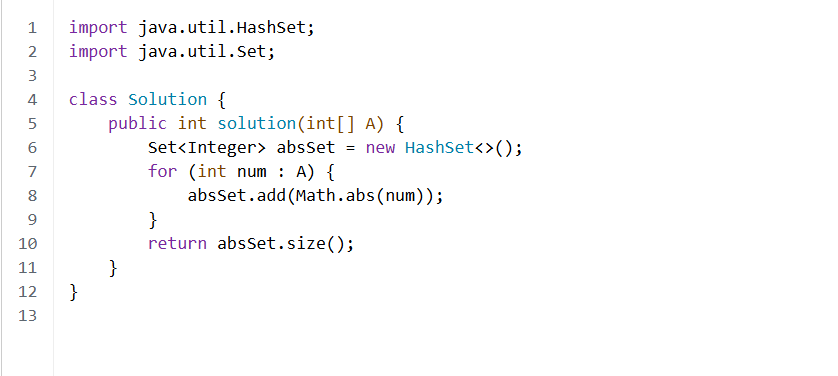 1 import java.util.HashSet;
2 import java.util.Set;
3
4 class Solution {
5     public int solution(int[] A) {
6         Set<Integer> absSet = new HashSet<>();
7         for (int num : A) {
8             absSet.add(Math.abs(num));
9         }
10         return absSet.size();
11     }
12 }
13